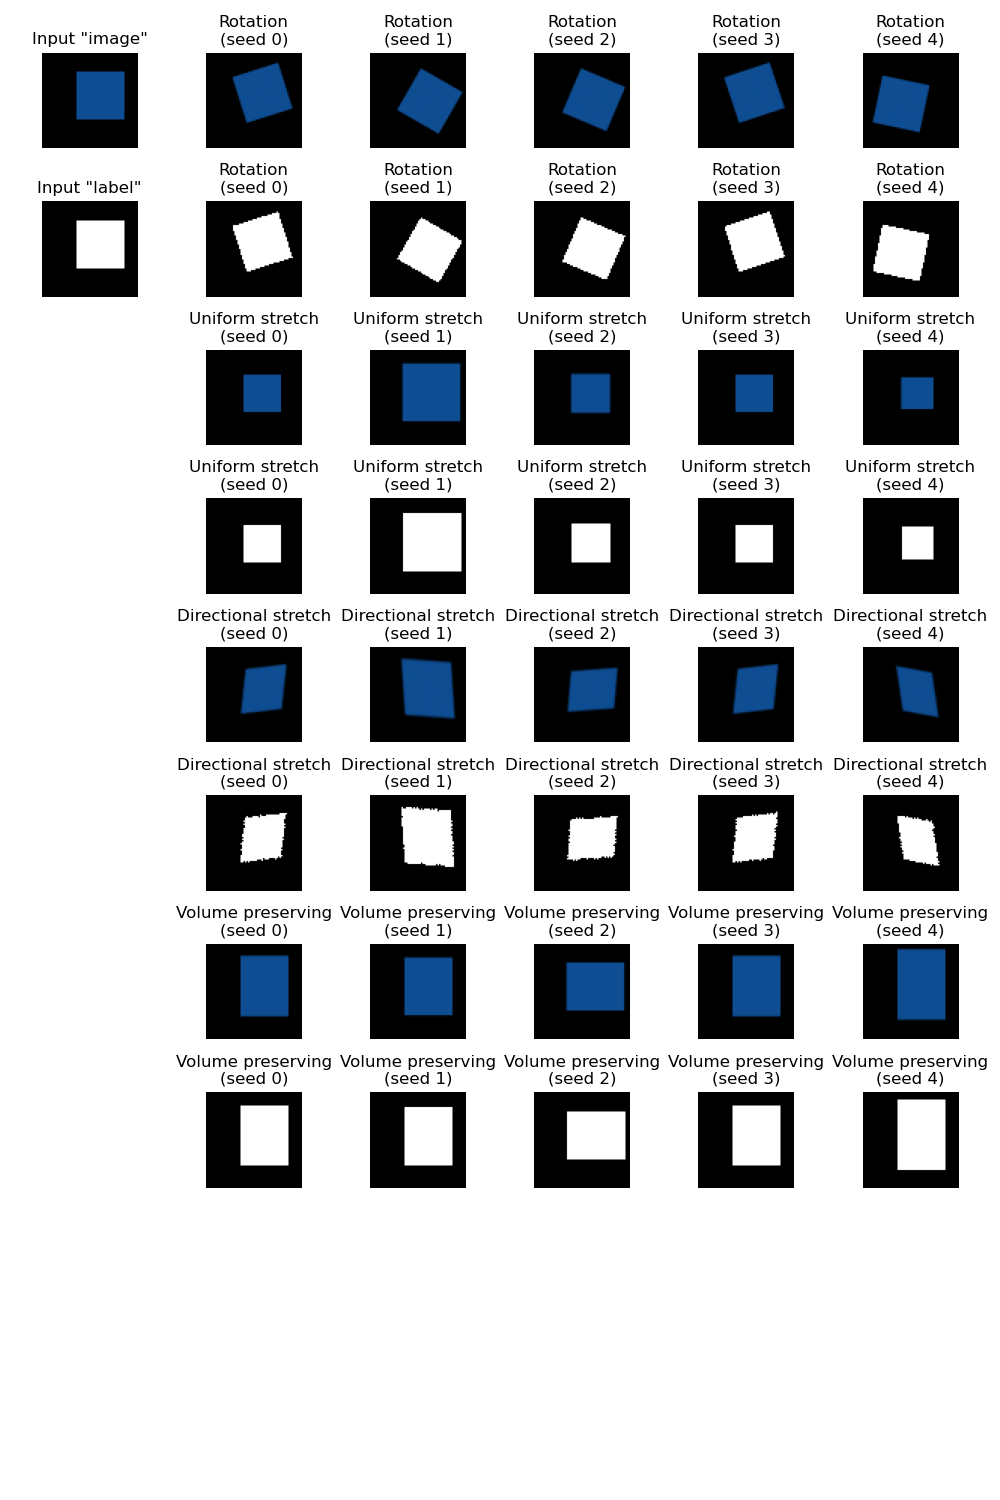 Input "image"
Rotation
(seed 0)
Rotation
(seed 1)
Rotation
(seed 2)
Rotation
(seed 3)
Rotation
(seed 4)
Input "label"
Rotation
(seed 0)
Rotation
(seed 1)
Rotation
(seed 2)
Rotation
(seed 3)
Rotation
(seed 4)
Uniform stretch
(seed 0)
Uniform stretch
(seed 1)
Uniform stretch
(seed 2)
Uniform stretch
(seed 3)
Uniform stretch
(seed 4)
Uniform stretch
(seed 0)
Uniform stretch
(seed 1)
Uniform stretch
(seed 2)
Uniform stretch
(seed 3)
Uniform stretch
(seed 4)
Directional stretch
(seed 0)
Directional stretch
(seed 1)
Directional stretch
(seed 2)
Directional stretch
(seed 3)
Directional stretch
(seed 4)
Directional stretch
(seed 0)
Directional stretch
(seed 1)
Directional stretch
(seed 2)
Directional stretch
(seed 3)
Directional stretch
(seed 4)
Volume preserving
(seed 0)
Volume preserving
(seed 1)
Volume preserving
(seed 2)
Volume preserving
(seed 3)
Volume preserving
(seed 4)
Volume preserving
(seed 0)
Volume preserving
(seed 1)
Volume preserving
(seed 2)
Volume preserving
(seed 3)
Volume preserving
(seed 4)